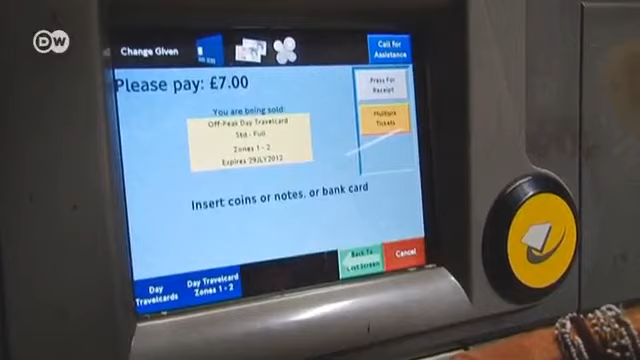 DW
Change Given
Call for
Assistance
Please pay: £7.00
Press For
Receipt
You are being sold:
Off-Peak Day Travelcard
Std - Full
Zones 1 - 2
Expires 29JLY2012
Multiple
Tickets
Insert coins or notes, or bank card
Back To
Last Screen
Cancel
Day
Travelcards
Day Travelcard
Zones 1 - 2